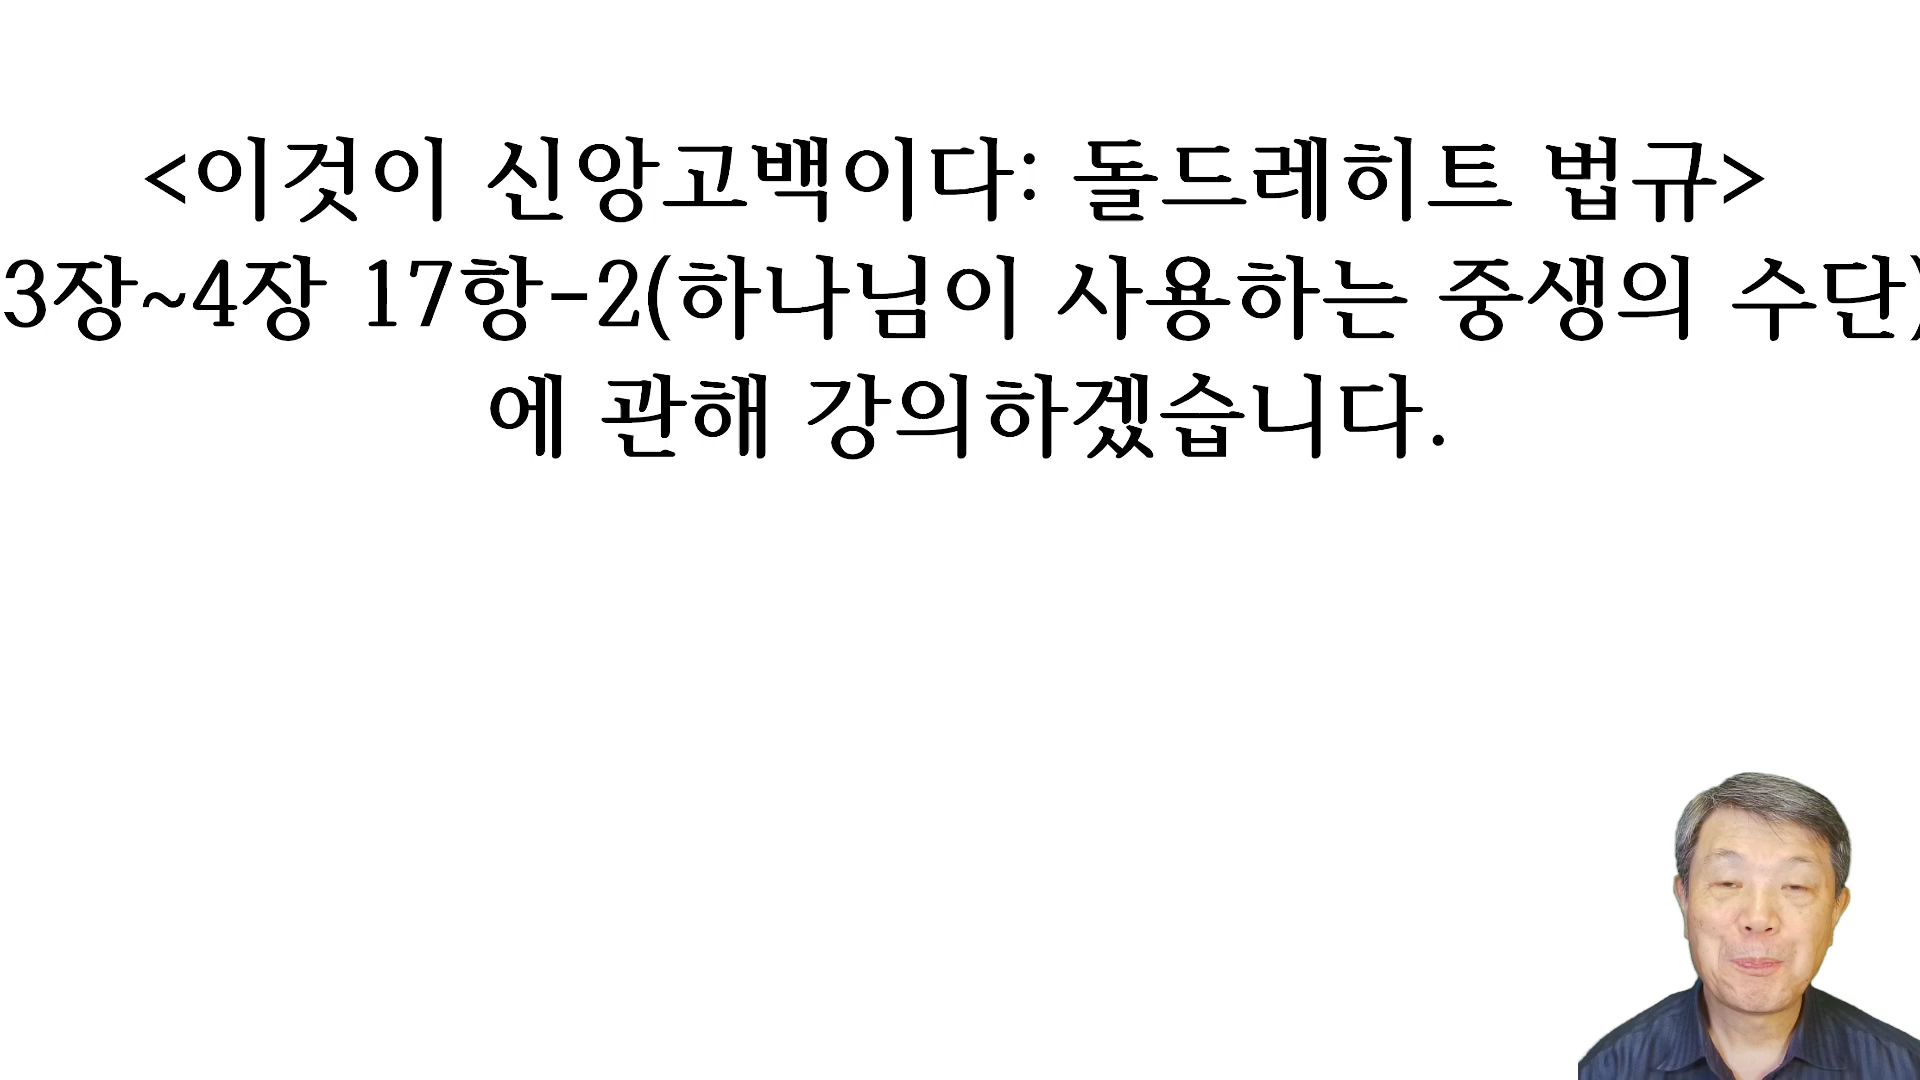 <이것이 신앙고백이다: 돌드레히트 법규>
3장~4장 17항-2(하나님이 사용하는 중생의 수단)
에 관해 강의하겠습니다.